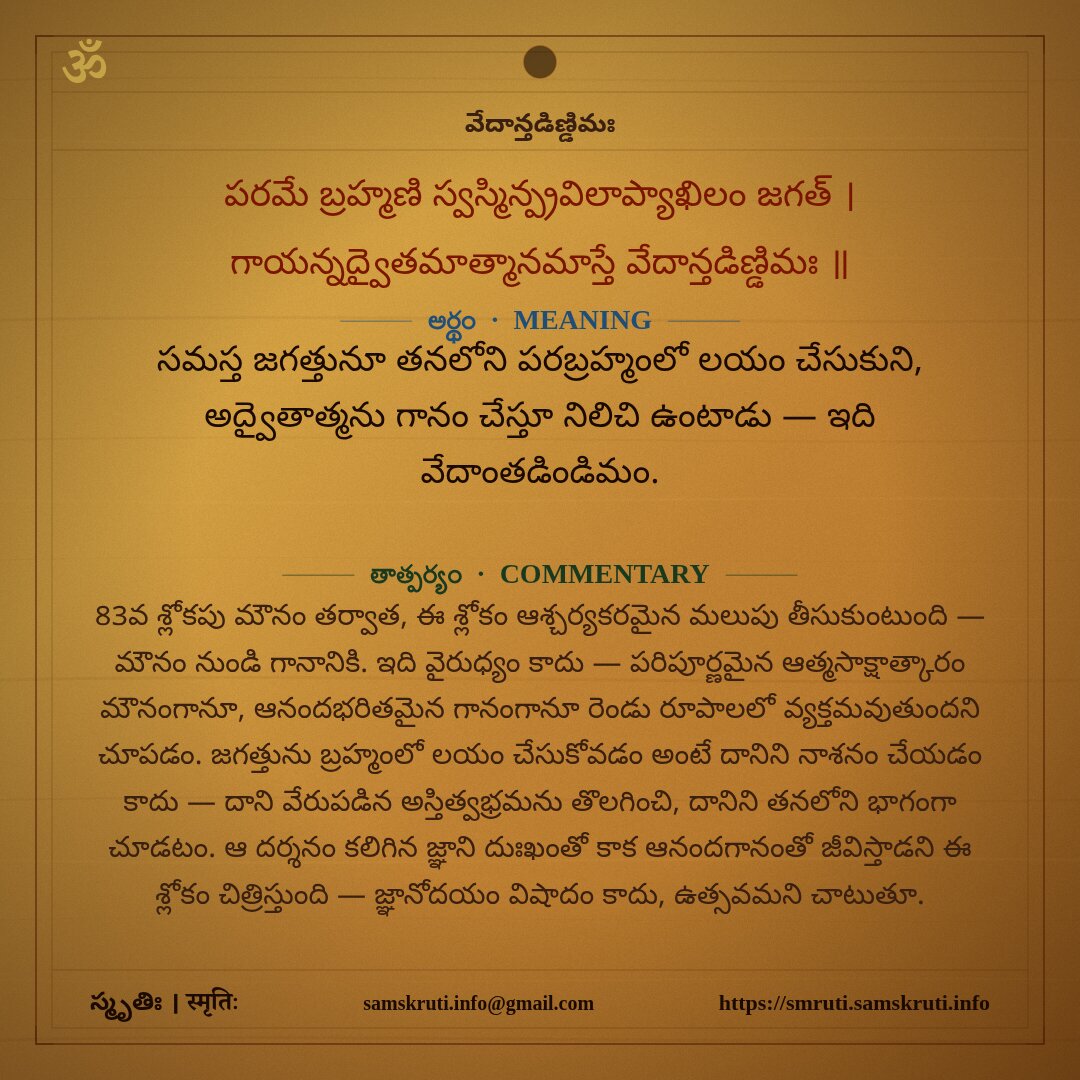 ॐ
వేదాన్తడిణ్డిమః
పరమే బ్రహ్మణి స్వస్మిన్ప్రవిలాప్యాఖిలం జగత్ |
గాయన్నద్వైతమాత్మానమాస్తే వేదాన్తడిణ్డిమః ||
అర్థం · MEANING
సమస్త జగత్తునూ తనలోని పరబ్రహ్మంలో లయం చేసుకుని,
అద్వైతాత్మను గానం చేస్తూ నిలిచి ఉంటాడు — ఇది
వేదాంతడిండిమం.
తాత్పర్యం · COMMENTARY
83వ శ్లోకపు మౌనం తర్వాత, ఈ శ్లోకం ఆశ్చర్యకరమైన మలుపు తీసుకుంటుంది —
మౌనం నుండి గానానికి. ఇది వైరుధ్యం కాదు — పరిపూర్ణమైన ఆత్మసాక్షాత్కారం
మౌనంగానూ, ఆనందభరితమైన గానంగానూ రెండు రూపాలలో వ్యక్తమవుతుందని
చూపడం. జగత్తును బ్రహ్మంలో లయం చేసుకోవడం అంటే దానిని నాశనం చేయడం
కాదు — దాని వేరుపడిన అస్తిత్వభ్రమను తొలగించి, దానిని తనలోని భాగంగా
చూడటం. ఆ దర్శనం కలిగిన జ్ఞాని దుఃఖంతో కాక ఆనందగానంతో జీవిస్తాడని ఈ
శ్లోకం చిత్రిస్తుంది — జ్ఞానోదయం విషాదం కాదు, ఉత్సవమని చాటుతూ.
స్మృతిః | स्मृतिः samskruti.info@gmail.com https://smruti.samskruti.info